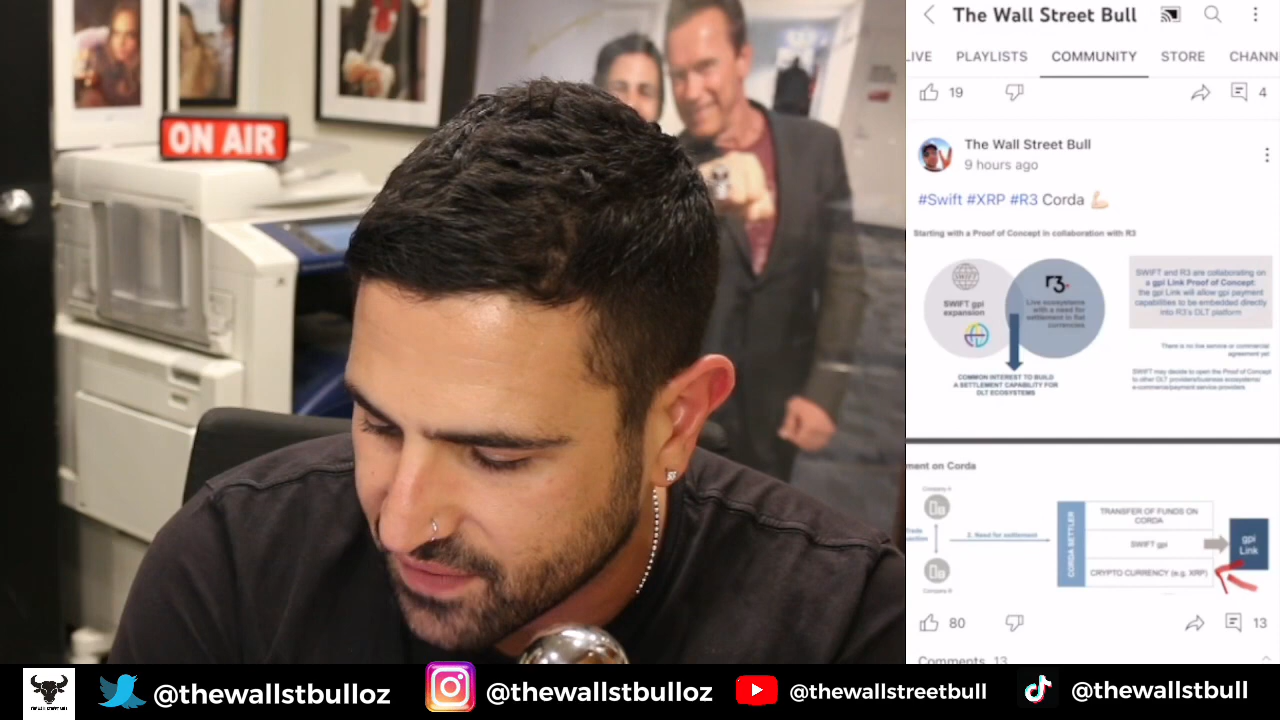 ON AIR
The Wall Street Bull
LIVE PLAYLISTS COMMUNITY STORE CHANN
19
4
The Wall Street Bull
9 hours ago
#Swift #XRP #R3 Corda
Starting with a Proof of Concept in collaboration with R3
SWIFT
SWIFT gpi
expansion
r3.
Live ecosystems
with a need for
settlement in fiat
currencies.
COMMON INTEREST TO BUILD
A SETTLEMENT CAPABILITY FOR
DLT ECOSYSTEMS
SWIFT and R3 are collaborating on
a gpi Link Proof of Concept:
the gpi Link will allow gpi payment
capabilities to be embedded directly
into R3's DLT platform
There is no live service or commercial
agreement yet
SWIFT may decide to open the Proof of Concept
to other DLT providers/business ecosystems/
e-commerce/payment service providers
ment on Corda
Company A
2. Need for settlement
CORDA SETTLER
TRANSFER OF FUNDS ON
CORDA
SWIFT gpi
CRYPTO CURRENCY (e.g. XRP)
gpi
Link
80
13
Comments 13
@thewallstbulloz
@thewallstbulloz
@thewallstreetbull
@thewallstbull